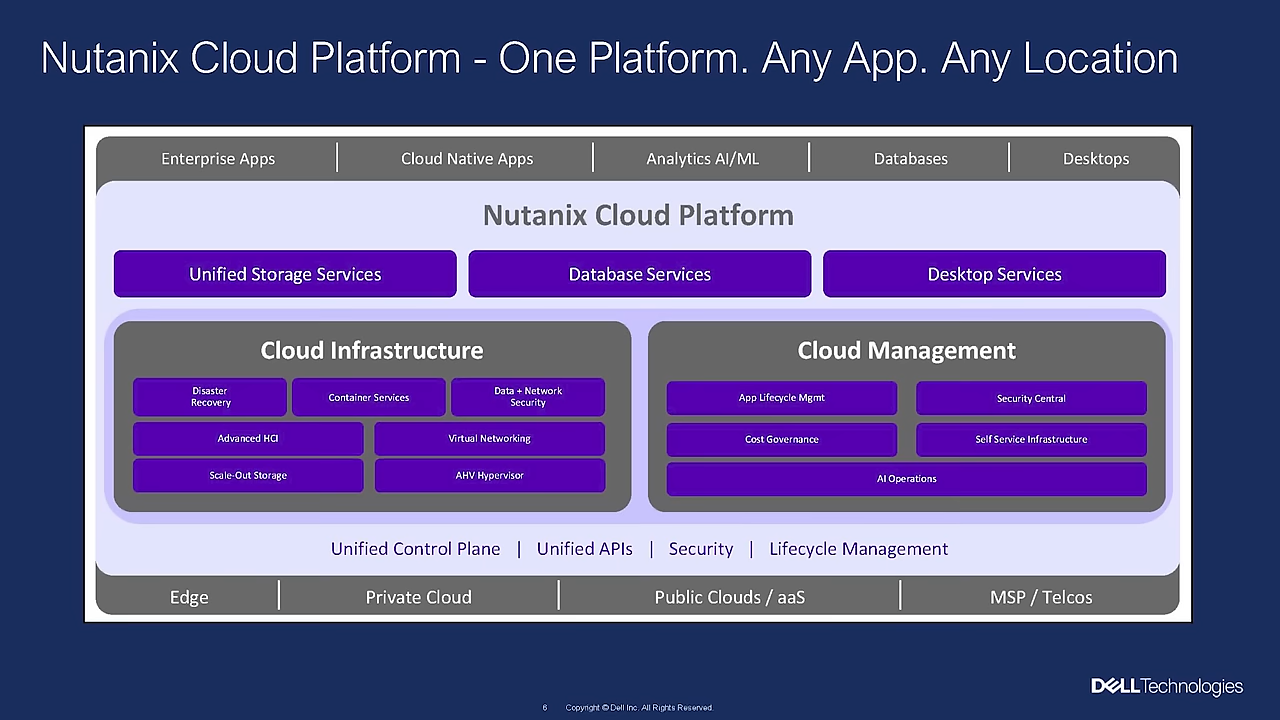 Nutanix Cloud Platform - One Platform. Any App. Any Location
Enterprise Apps | Cloud Native Apps | Analytics AI/ML | Databases | Desktops
Nutanix Cloud Platform
Unified Storage Services
Database Services
Desktop Services
Cloud Infrastructure
Disaster
Recovery
Container Services
Data + Network
Security
Advanced HCI
Virtual Networking
Scale-Out Storage
AHV Hypervisor
Cloud Management
App Lifecycle Mgmt
Security Central
Cost Governance
Self Service Infrastructure
AI Operations
Unified Control Plane | Unified APIs | Security | Lifecycle Management
Edge | Private Cloud | Public Clouds / aaS | MSP / Telcos
DELL Technologies
6 Copyright © Dell Inc. All Rights Reserved.